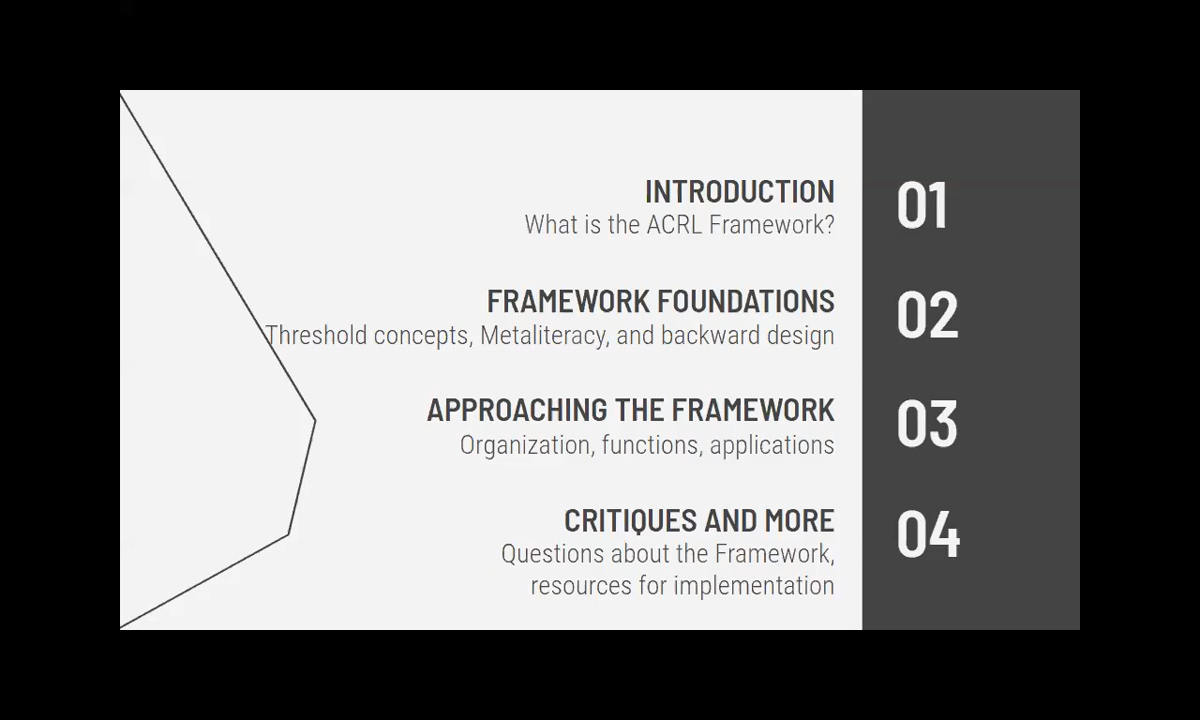 INTRODUCTION
What is the ACRL Framework?
01
FRAMEWORK FOUNDATIONS
Threshold concepts, Metaliteracy, and backward design
02
APPROACHING THE FRAMEWORK
Organization, functions, applications
03
CRITIQUES AND MORE
Questions about the Framework,
resources for implementation
04